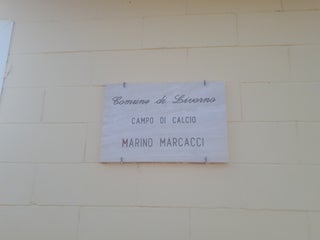 Comune di Livorno
CAMPO DI CALCIO
MARINO MARCACCI